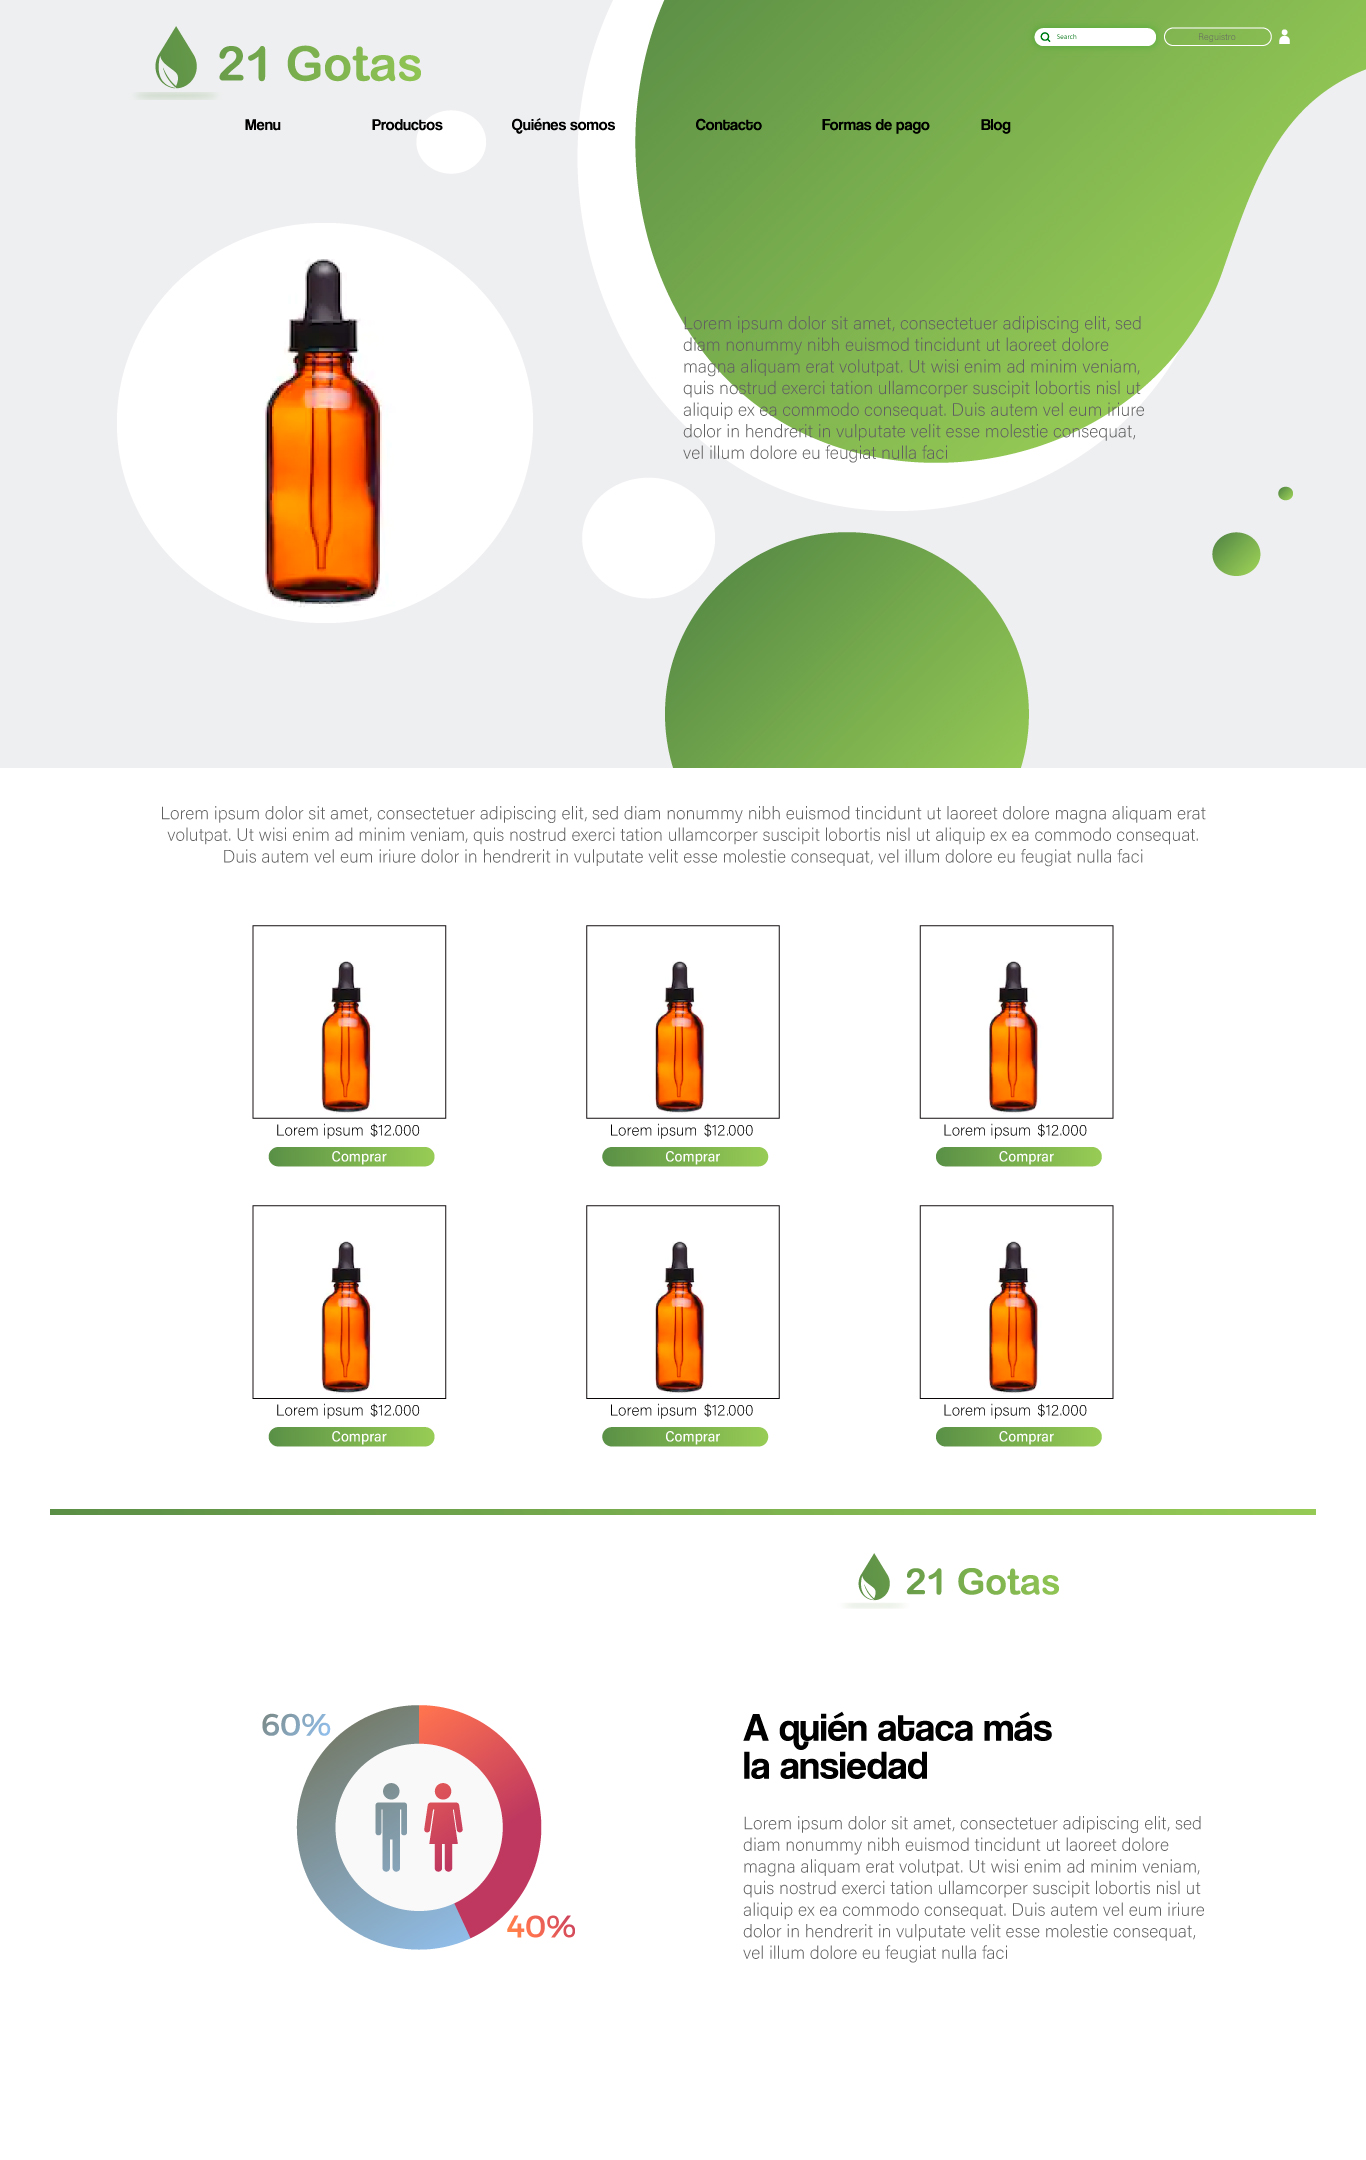 21 Gotas
Search
Reguistro
Menu Productos Quiénes somos Contacto Formas de pago Blog
Lorem ipsum dolor sit amet, consectetuer adipiscing elit, sed
diam nonummy nibh euismod tincidunt ut laoreet dolore
magna aliquam erat volutpat. Ut wisi enim ad minim veniam,
quis nostrud exerci tation ullamcorper suscipit lobortis nisl ut
aliquip ex ea commodo consequat. Duis autem vel eum iriure
dolor in hendrerit in vulputate velit esse molestie consequat,
vel illum dolore eu feugiat nulla faci
Lorem ipsum dolor sit amet, consectetuer adipiscing elit, sed diam nonummy nibh euismod tincidunt ut laoreet dolore magna aliquam erat
volutpat. Ut wisi enim ad minim veniam, quis nostrud exerci tation ullamcorper suscipit lobortis nisl ut aliquip ex ea commodo consequat.
Duis autem vel eum iriure dolor in hendrerit in vulputate velit esse molestie consequat, vel illum dolore eu feugiat nulla faci
Lorem ipsum $12.000
Comprar
Lorem ipsum $12.000
Comprar
Lorem ipsum $12.000
Comprar
Lorem ipsum $12.000
Comprar
Lorem ipsum $12.000
Comprar
Lorem ipsum $12.000
Comprar
21 Gotas
60%
40%
A quién ataca más
la ansiedad
Lorem ipsum dolor sit amet, consectetuer adipiscing elit, sed
diam nonummy nibh euismod tincidunt ut laoreet dolore
magna aliquam erat volutpat. Ut wisi enim ad minim veniam,
quis nostrud exerci tation ullamcorper suscipit lobortis nisl ut
aliquip ex ea commodo consequat. Duis autem vel eum iriure
dolor in hendrerit in vulputate velit esse molestie consequat,
vel illum dolore eu feugiat nulla faci